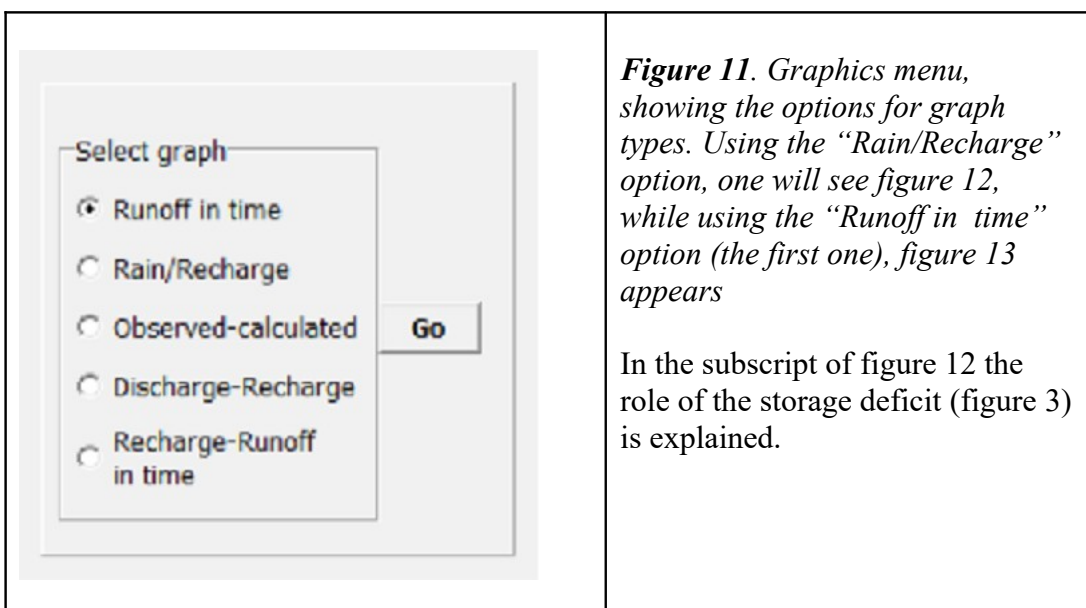 Select graph
Runoff in time
Rain/Recharge
Observed-calculated
Go
Discharge-Recharge
Recharge-Runoff
in time
Figure 11. Graphics menu,
showing the options for graph
types. Using the “Rain/Recharge”
option, one will see figure 12,
while using the “Runoff in  time”
option (the first one), figure 13
appears
In the subscript of figure 12 the
role of the storage deficit (figure 3)
is explained.